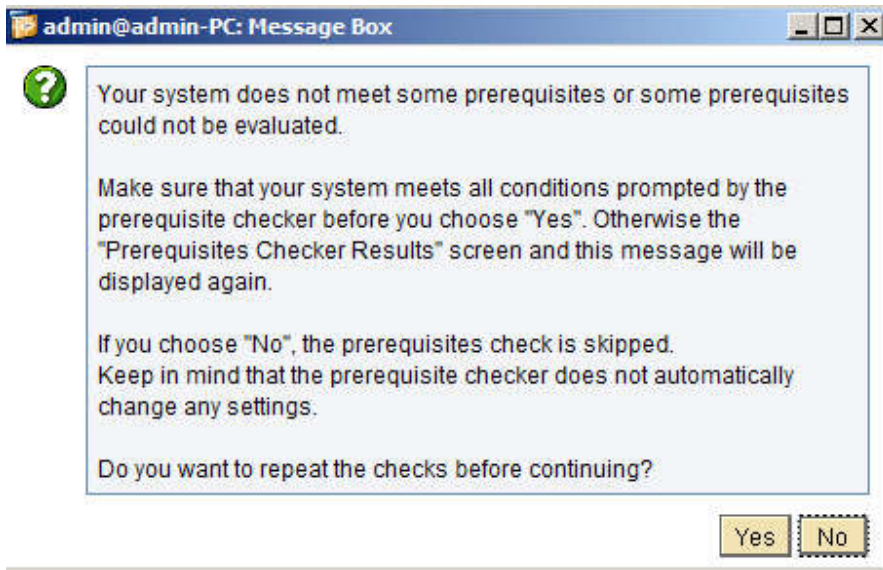 admin@admin-PC: Message Box
Your system does not meet some prerequisites or some prerequisites
could not be evaluated.
Make sure that your system meets all conditions prompted by the
prerequisite checker before you choose "Yes". Otherwise the
"Prerequisites Checker Results" screen and this message will be
displayed again.
If you choose "No", the prerequisites check is skipped.
Keep in mind that the prerequisite checker does not automatically
change any settings.
Do you want to repeat the checks before continuing?
Yes No